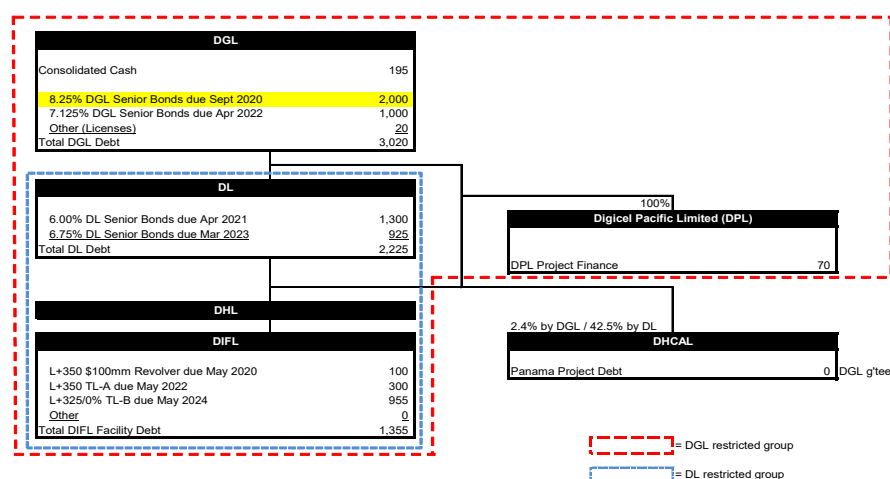 DGL
Consolidated Cash 195
8.25% DGL Senior Bonds due Sept 2020 2,000
7.125% DGL Senior Bonds due Apr 2022 1,000
Other (Licenses) 20
Total DGL Debt 3,020
DL
6.00% DL Senior Bonds due Apr 2021 1,300
6.75% DL Senior Bonds due Mar 2023 925
Total DL Debt 2,225
100%
Digicel Pacific Limited (DPL)
DPL Project Finance 70
DHL
DIFL
L+350 $100mm Revolver due May 2020 100
L+350 TL-A due May 2022 300
L+325/0% TL-B due May 2024 955
Other 0
Total DIFL Facility Debt 1,355
2.4% by DGL / 42.5% by DL
DHCAL
Panama Project Debt 0 DGL g'tee
= DGL restricted group
= DL restricted group